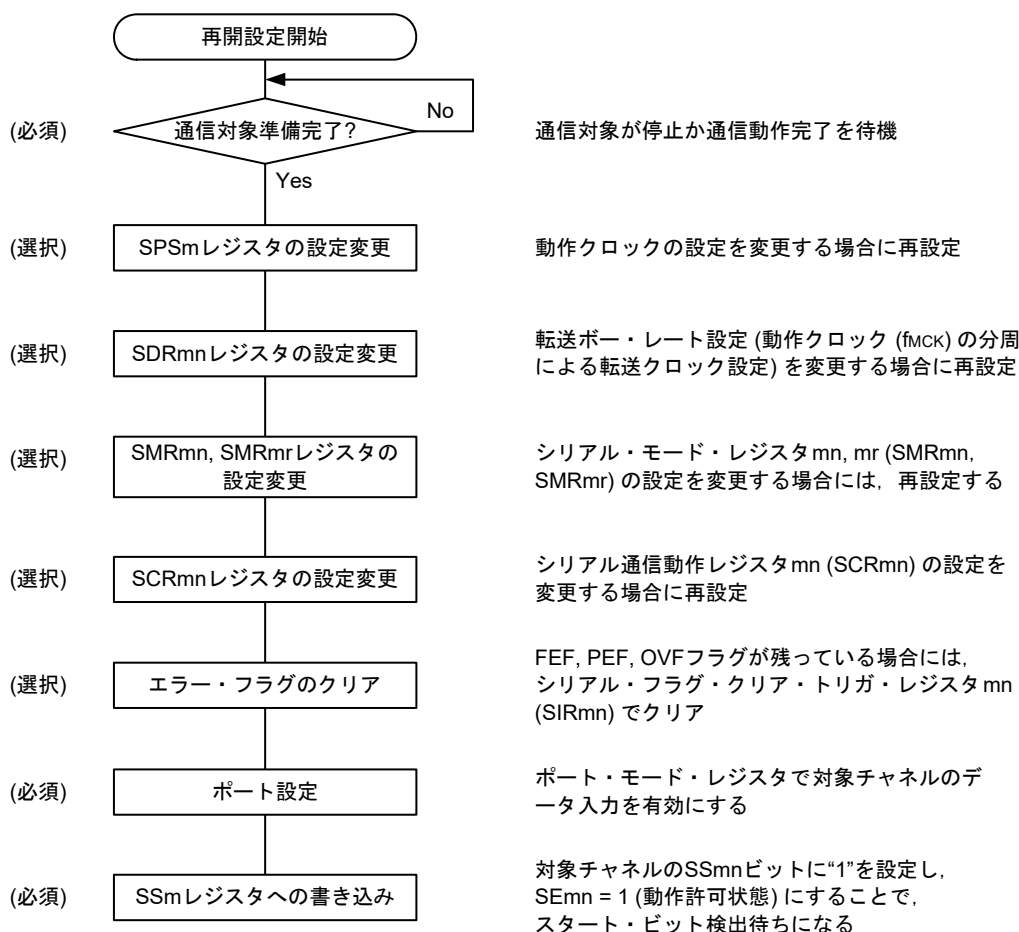 再開設定開始
No
(必須)
通信対象準備完了?
通信対象が停止か通信動作完了を待機
Yes
(選択)
SPSmレジスタの設定変更
動作クロックの設定を変更する場合に再設定
(選択)
SDRmnレジスタの設定変更
転送ボー・レート設定 (動作クロック (fMCK) の分周
による転送クロック設定) を変更する場合に再設定
(選択)
SMRmn, SMRmrレジスタの
設定変更
シリアル・モード・レジスタmn, mr (SMRmn,
SMRmr) の設定を変更する場合には，再設定する
(選択)
SCRmnレジスタの設定変更
シリアル通信動作レジスタmn (SCRmn) の設定を
変更する場合に再設定
(選択)
エラー・フラグのクリア
FEF, PEF, OVFフラグが残っている場合には，
シリアル・フラグ・クリア・トリガ・レジスタmn
(SIRmn) でクリア
(必須)
ポート設定
ポート・モード・レジスタで対象チャネルのデ
ータ入力を有効にする
(必須)
SSmレジスタへの書き込み
対象チャネルのSSmnビットに“1”を設定し，
SEmn = 1 (動作許可状態) にすることで，
スタート・ビット検出待ちになる